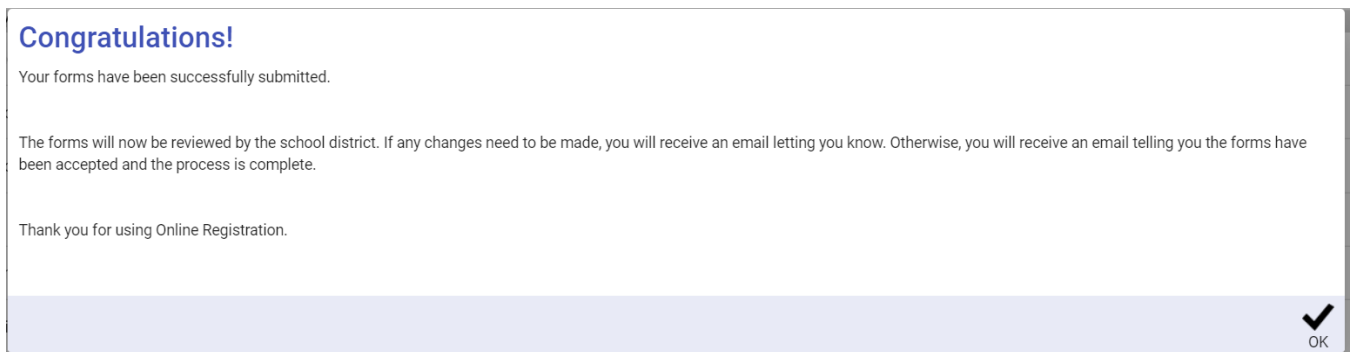 Congratulations!
Your forms have been successfully submitted.
The forms will now be reviewed by the school district. If any changes need to be made, you will receive an email letting you know. Otherwise, you will receive an email telling you the forms have
been accepted and the process is complete.
Thank you for using Online Registration.
OK